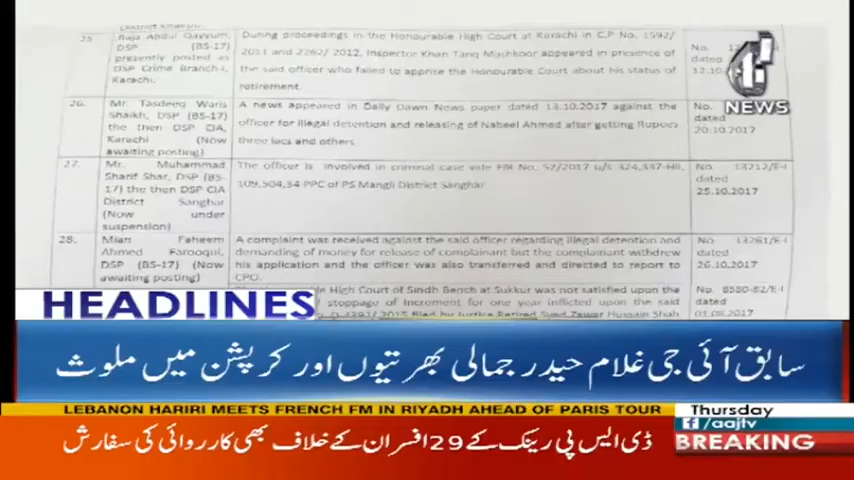 25. Raja Abdul Qayyum, DSP (BS-17) presently posted as DSP Crime Branch-I, Karachi.
During proceedings in the Honourable High Court at Karachi in C.P No. 1592/
2011 and 2262/ 2012, Inspector Khan Tariq Mashkoor appeared in presence of
the said officer who failed to apprise the Honourable Court about his status of
retirement.
No.
dated
12.10
NEWS
26. Mr. Tasdeeq Waris Shaikh, DSP (BS-17) the then DSP CIA, Karachi (Now awaiting posting)
A news appeared in Daily Dawn News paper dated 13.10.2017 against the
officer for illegal detention and releasing of Nabeel Ahmed after getting Rupees
three lacs and others.
No.
dated
20.10.2017
27. Mr. Muhammad Sharif Shar, DSP (BS-17) the then DSP CIA District Sanghar (Now under suspension)
The officer is involved in criminal case vide FIR No. 52/2017 u/s 324,337-HII,
109,504,34 PPC of PS Mangli District Sanghar
No. 13212/E-I
dated
25.10.2017
28. Mian Faheem Ahmed Farooqui, DSP (BS-17) (Now awaiting posting)
A complaint was received against the said officer regarding illegal detention and
demanding of money for release of complainant but the complainant withdrew
his application and the officer was also transferred and directed to report to
CPO.
No. 13261/E-I
dated
26.10.2017
High Court of Sindh Bench at Sukkur was not satisfied upon the
stoppage of increment for one year inflicted upon the said
4392/ 2015 filed by Justice Retired Syed Zawar Hussain Shah
No. 8580-82/E-I
dated
01.08.2017
HEADLINES
سابق آئی جی غلام حیدر جمالی بھرتیوں اور کرپشن میں ملوث
LEBANON HARIRI MEETS FRENCH FM IN RIYADH AHEAD OF PARIS TOUR
Thursday
f/aajtv
BREAKING
ڈی ایس پی رینک کے 29 افسران کے خلاف بھی کارروائی کی سفارش